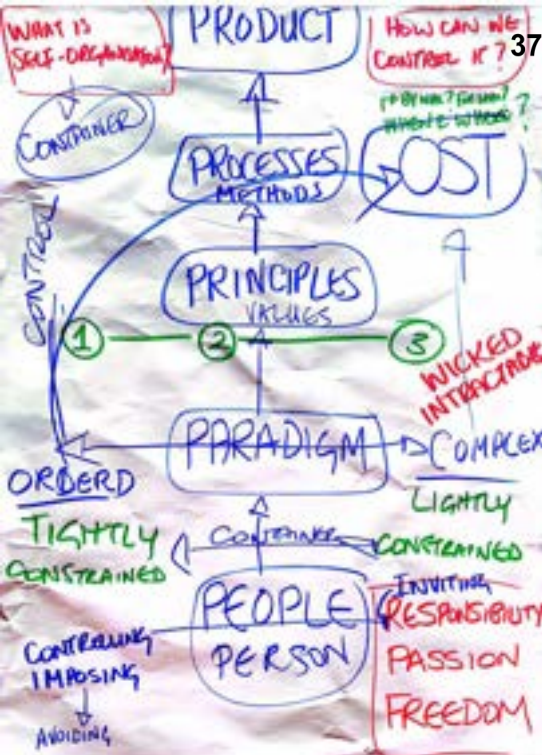 WHAT IS
SELF-ORGANISATION?
PRODUCT
HOW CAN WE
CONTROL IT?
37
CONTAINER
PROCESSES
METHODS
OST
CONTROL
PRINCIPLES
VALUES
1
2
3
WICKED
INTRACTABLE
PARADIGM
ORDERD
COMPLEX
TIGHTLY
CONSTRAINED
CONTAINER
LIGHTLY
CONSTRAINED
PEOPLE
PERSON
INVITING
RESPONSIBILITY
PASSION
FREEDOM
CONTROLLING
IMPOSING
AVOIDING